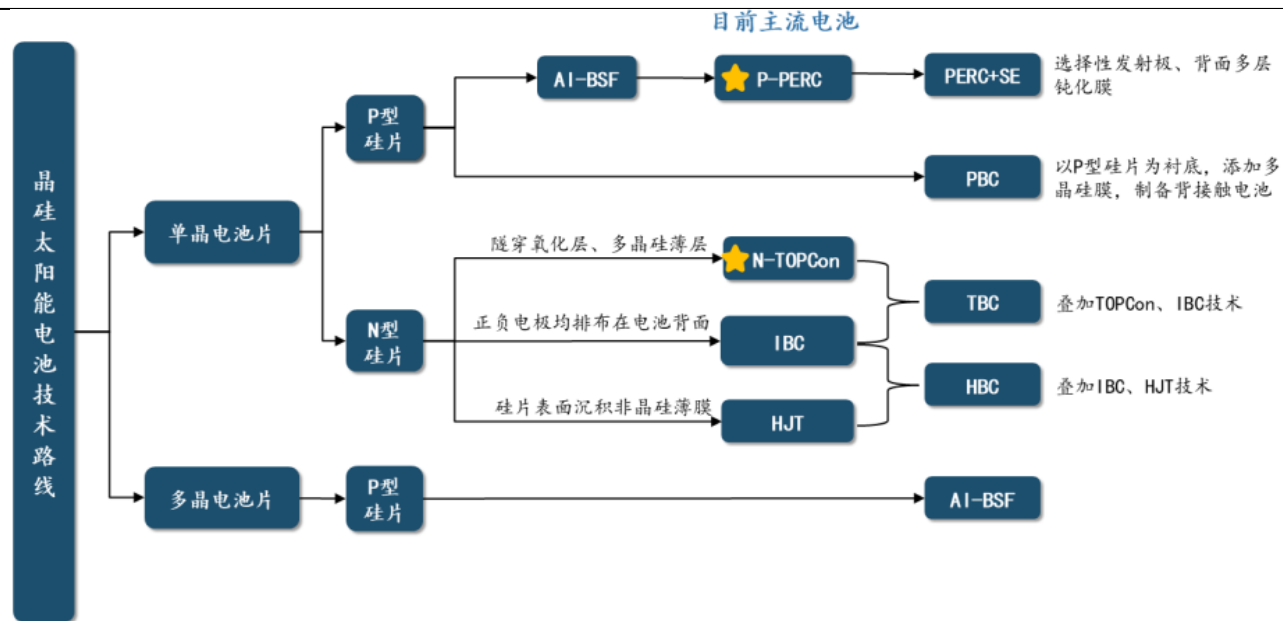 目前主流电池
晶硅太阳能电池技术路线
单晶电池片
P型
硅片
AI-BSF
P-PERC
PERC+SE
选择性发射极、背面多层
钝化膜
PBC
以P型硅片为衬底，添加多
晶硅膜，制备背接触电池
N型
硅片
隧穿氧化层、多晶硅薄层
N-TOPCon
正负电极均排布在电池背面
IBC
硅片表面沉积非晶硅薄膜
HJT
TBC
叠加TOPCon、IBC技术
HBC
叠加IBC、HJT技术
多晶电池片
P型
硅片
AI-BSF